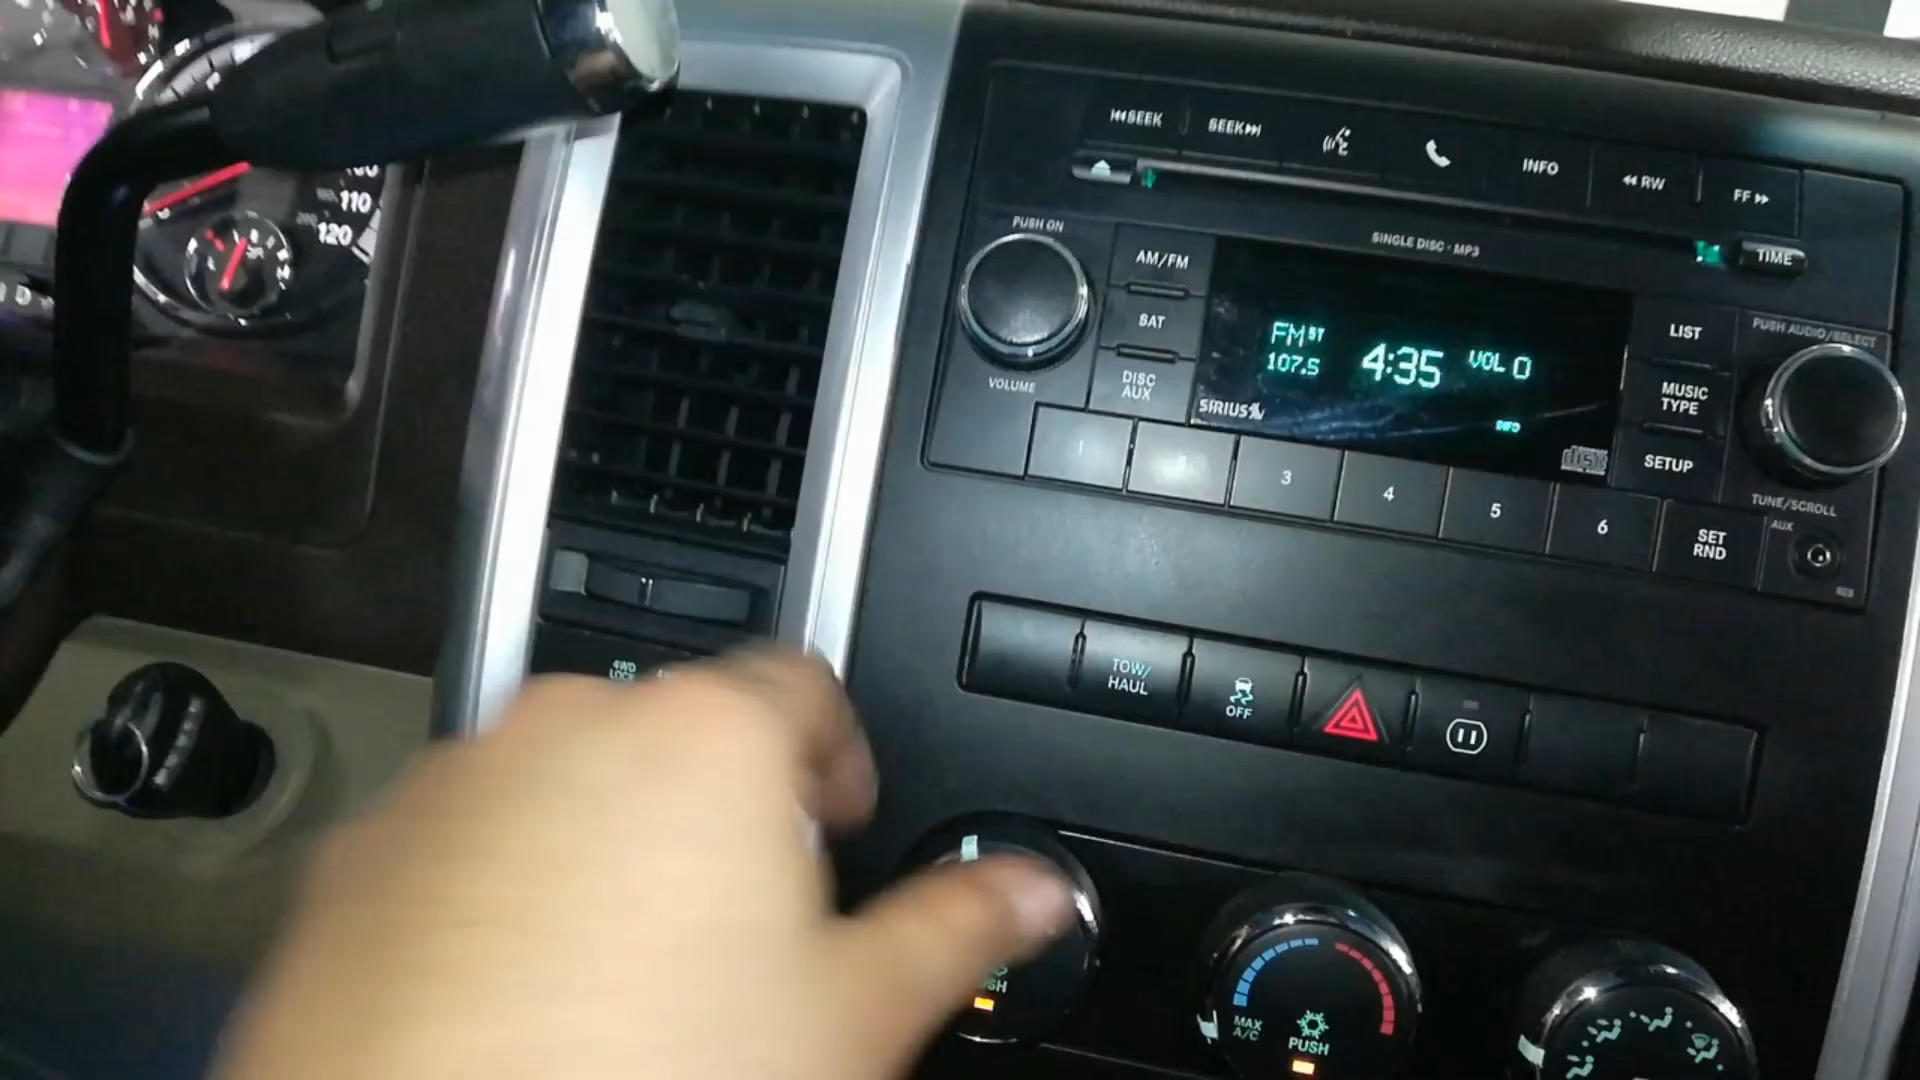 ⏮SEEK
SEEK⏭
INFO
◀◀ RW
FF ▶▶
PUSH ON
SINGLE DISC · MP3
TIME
AM/FM
SAT
DISC
AUX
VOLUME
FM ST
107.5
4:35
VOL 0
SIRIUS
INFO
disc
LIST
MUSIC
TYPE
SETUP
PUSH AUDIO/SELECT
TUNE/SCROLL
AUX
1
3
4
5
6
SET
RND
110
120
D
4WD
LOCK
TOW/
HAUL
OFF
MAX
A/C
PUSH